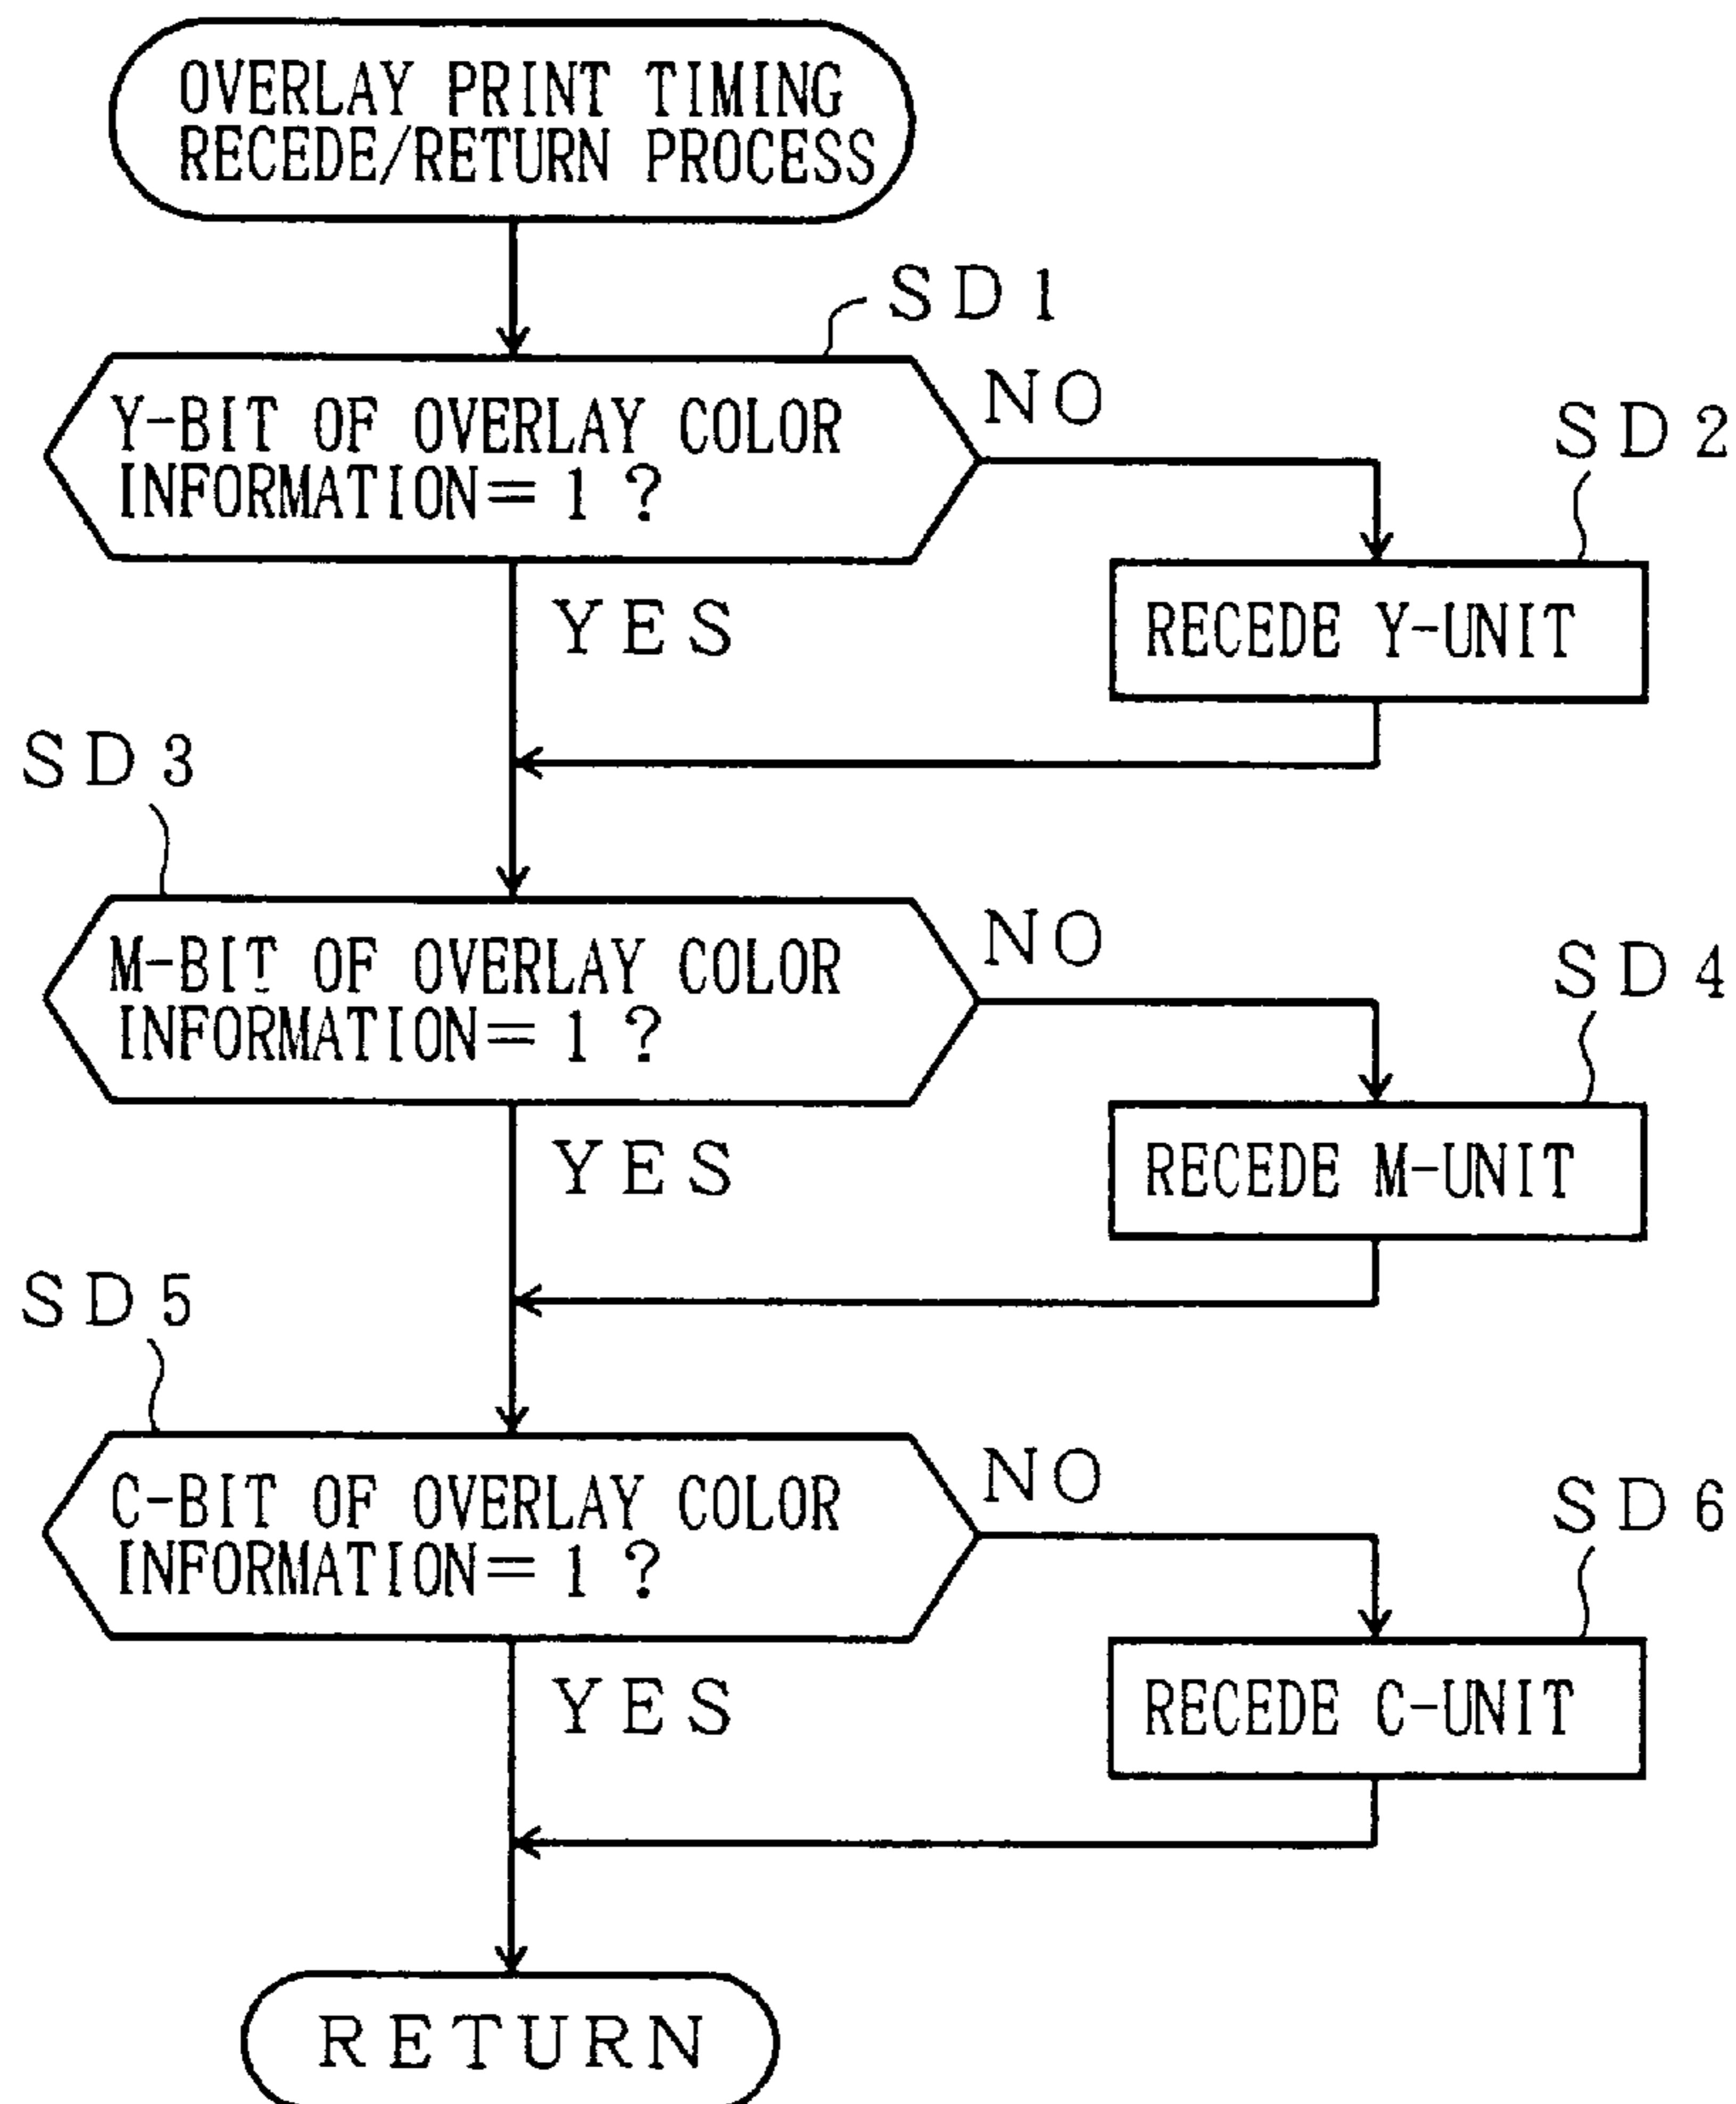 OVERLAY PRINT TIMING
RECEDE/RETURN PROCESS
SD1
Y-BIT OF OVERLAY COLOR
INFORMATION=1?
NO
SD2
YES
RECEDE Y-UNIT
SD3
M-BIT OF OVERLAY COLOR
INFORMATION=1?
NO
SD4
YES
RECEDE M-UNIT
SD5
C-BIT OF OVERLAY COLOR
INFORMATION=1?
NO
SD6
YES
RECEDE C-UNIT
RETURN